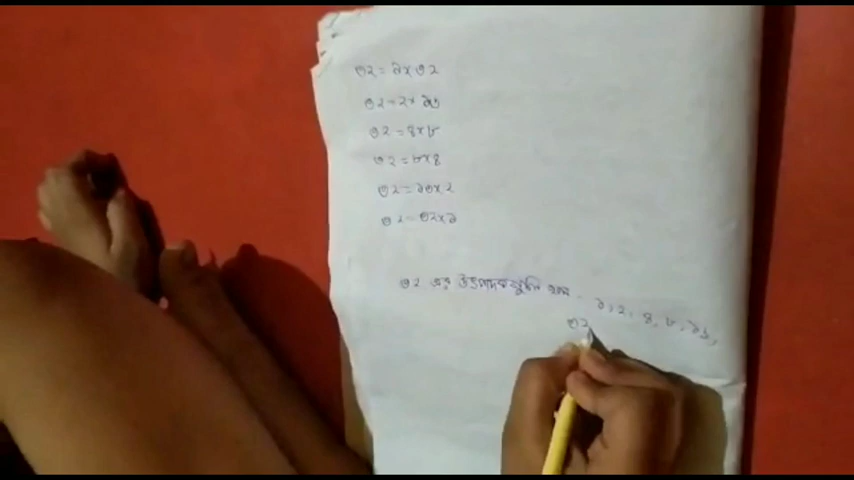 ৩২ = ১×৩২
৩২ = ২×১৬
৩২ = ৪×৮
৩২ = ৮×৪
৩২ = ১৬×২
৩২ = ৩২×১
৩২ এর উৎপাদকগুলি হল - ১, ২, ৪, ৮, ১৬,
৩২